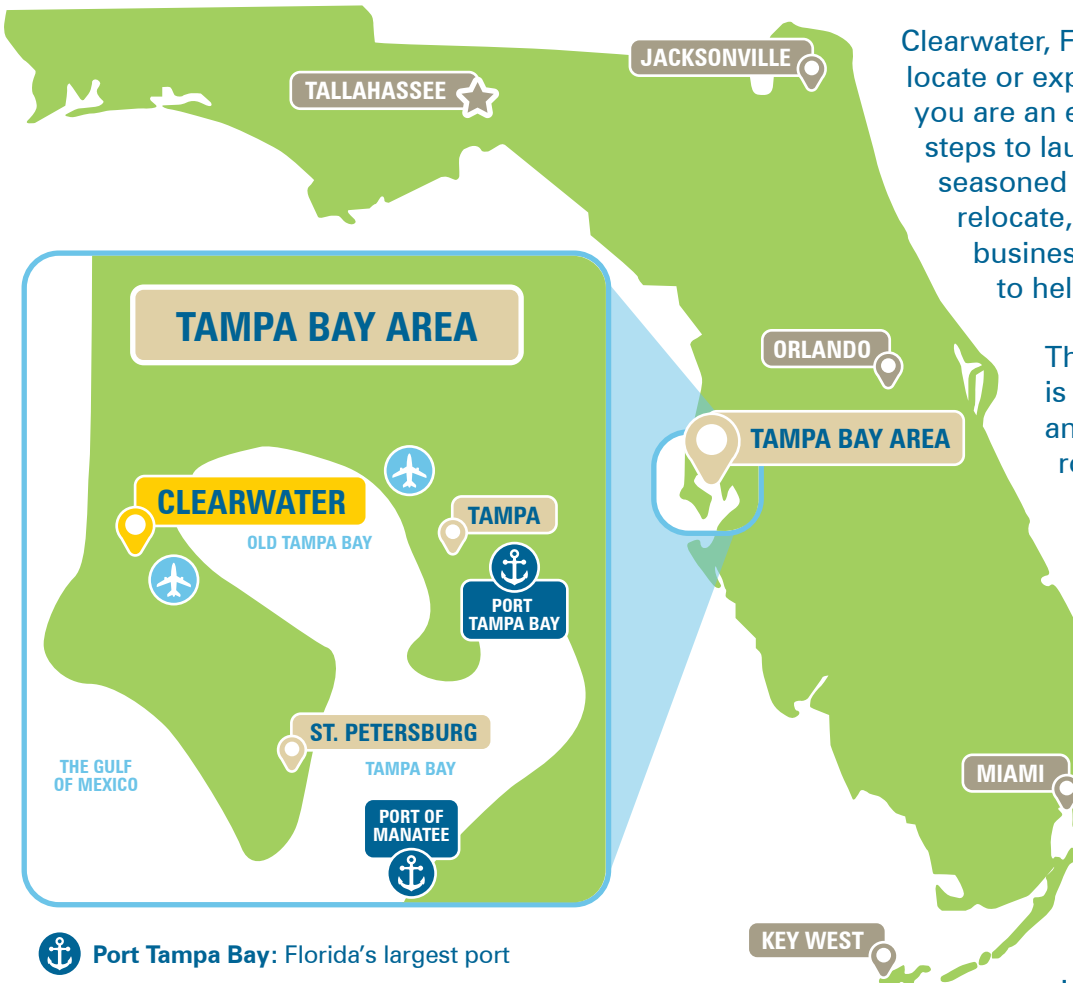 JACKSONVILLE
TALLAHASSEE
Clearwater, F
locate or exp
you are an e
steps to lau
seasoned
relocate,
busines
to hel
TAMPA BAY AREA
ORLANDO
Th
is
an
re
TAMPA BAY AREA
CLEARWATER
OLD TAMPA BAY
TAMPA
PORT
TAMPA BAY
ST. PETERSBURG
TAMPA BAY
THE GULF
OF MEXICO
PORT OF
MANATEE
MIAMI
KEY WEST
Port Tampa Bay: Florida's largest port